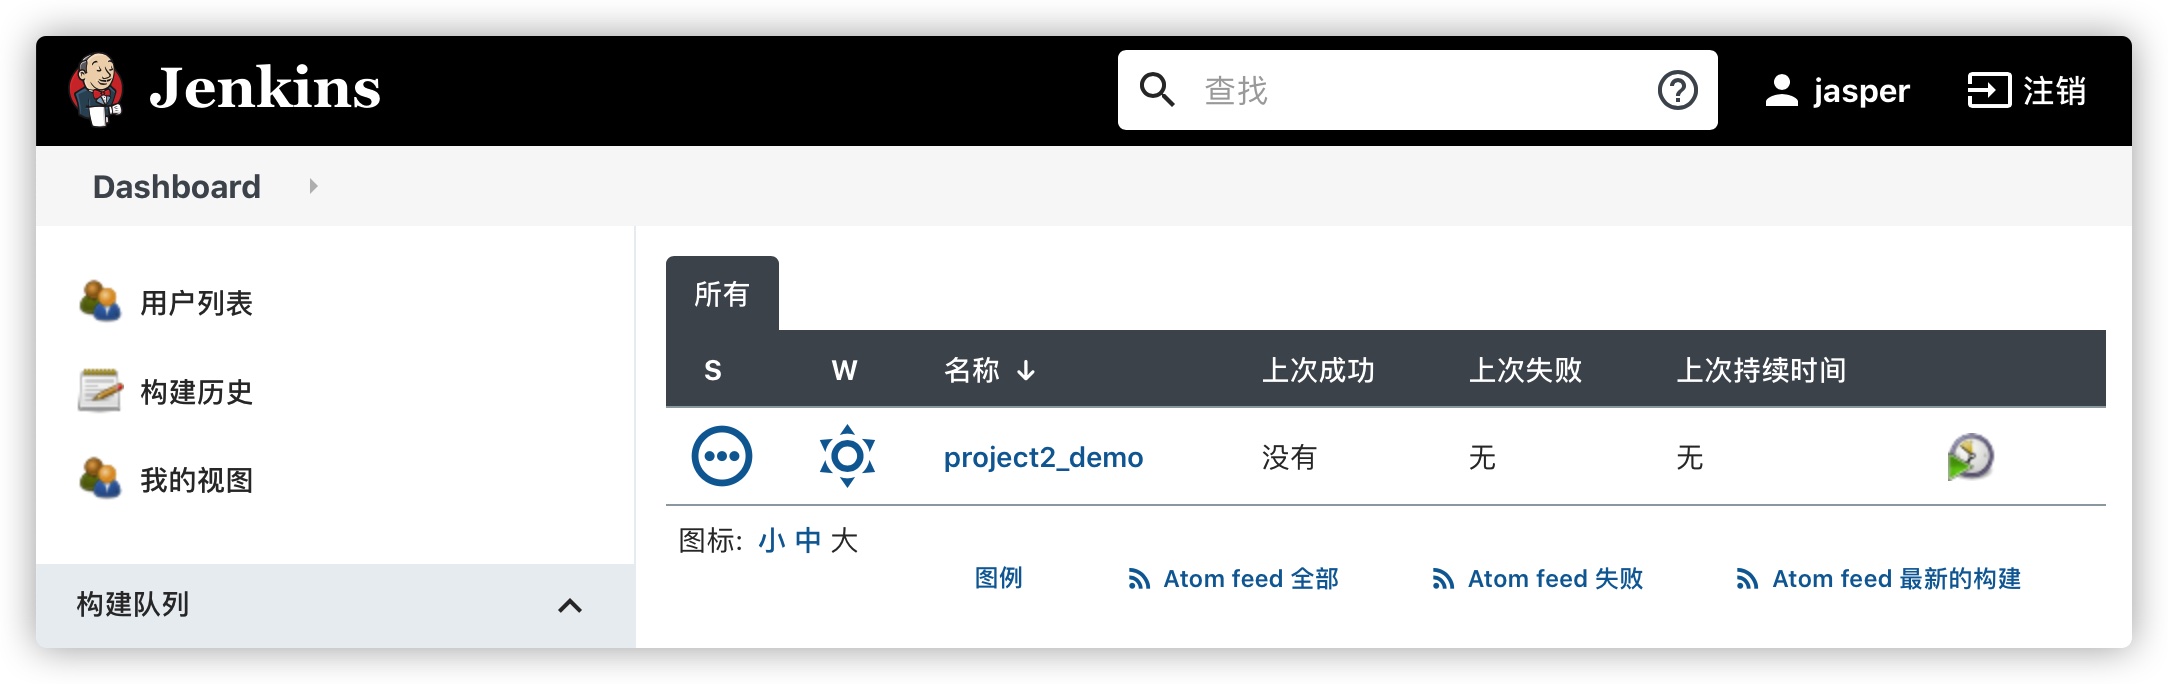 Jenkins
查找
jasper
注销
Dashboard
用户列表
构建历史
我的视图
构建队列
所有
S W 名称 ↓ 上次成功 上次失败 上次持续时间
project2_demo 没有 无 无
图标: 小 中 大
图例 Atom feed 全部 Atom feed 失败 Atom feed 最新的构建